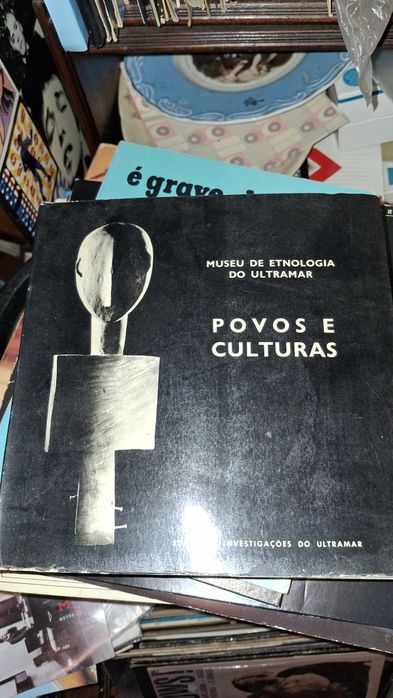 é grave
MUSEU DE ETNOLOGIA
DO ULTRAMAR
POVOS E
CULTURAS
INVESTIGAÇÕES DO ULTRAMAR